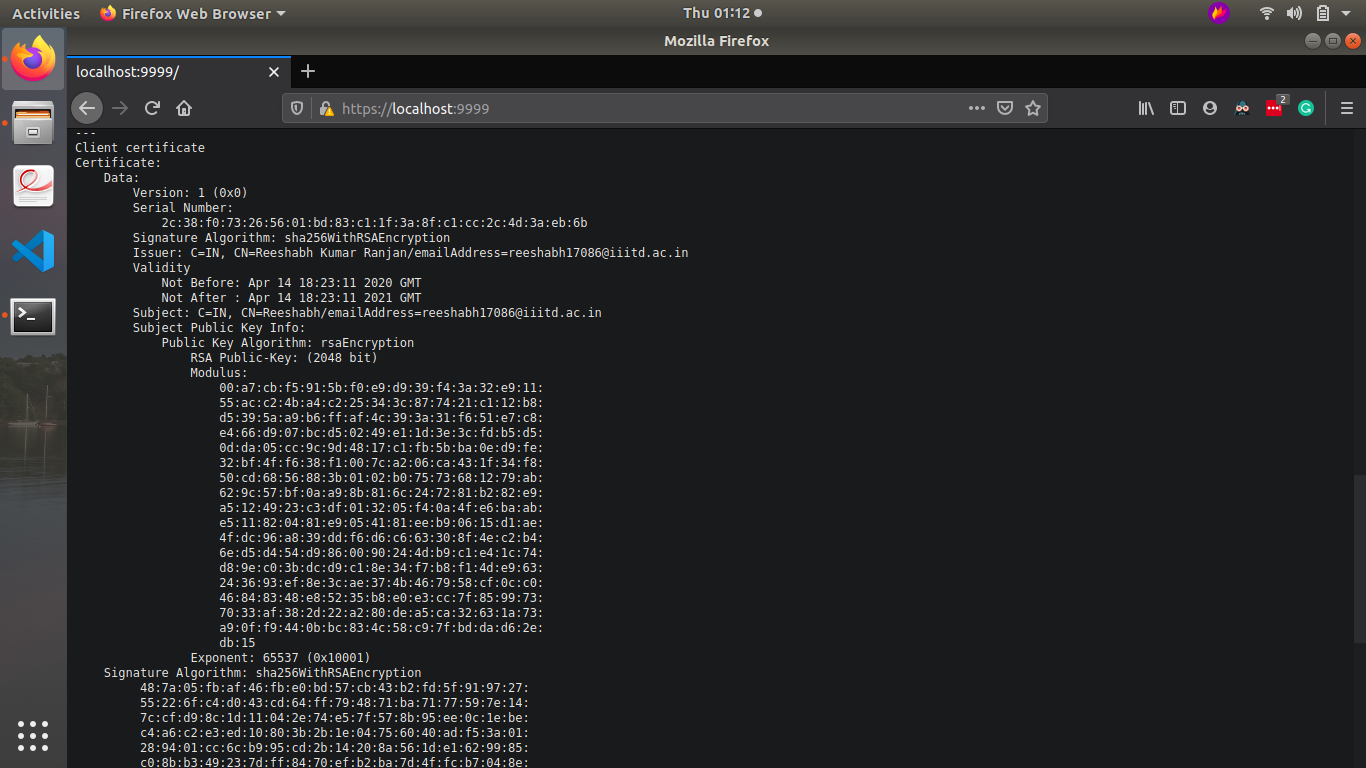 Activities Firefox Web Browser Thu 01:12
Mozilla Firefox
localhost:9999/
https://localhost:9999
2
---
Client certificate
Certificate:
Data:
Version: 1 (0x0)
Serial Number:
2c:38:f0:73:26:56:01:bd:83:c1:1f:3a:8f:c1:cc:2c:4d:3a:eb:6b
Signature Algorithm: sha256WithRSAEncryption
Issuer: C=IN, CN=Reeshabh Kumar Ranjan/emailAddress=reeshabh17086@iiitd.ac.in
Validity
Not Before: Apr 14 18:23:11 2020 GMT
Not After : Apr 14 18:23:11 2021 GMT
Subject: C=IN, CN=Reeshabh/emailAddress=reeshabh17086@iiitd.ac.in
Subject Public Key Info:
Public Key Algorithm: rsaEncryption
RSA Public-Key: (2048 bit)
Modulus:
00:a7:cb:f5:91:5b:f0:e9:d9:39:f4:3a:32:e9:11:
55:ac:c2:4b:a4:c2:25:34:3c:87:74:21:c1:12:b8:
d5:39:5a:a9:b6:ff:af:4c:39:3a:31:f6:51:e7:c8:
e4:66:d9:07:bc:d5:02:49:e1:1d:3e:3c:fd:b5:d5:
0d:da:05:cc:9c:9d:48:17:c1:fb:5b:ba:0e:d9:fe:
32:bf:4f:f6:38:f1:00:7c:a2:06:ca:43:1f:34:f8:
50:cd:68:56:88:3b:01:02:b0:75:73:68:12:79:ab:
62:9c:57:bf:0a:a9:8b:81:6c:24:72:81:b2:82:e9:
a5:12:49:23:c3:df:01:32:05:f4:0a:4f:e6:ba:ab:
e5:11:82:04:81:e9:05:41:81:ee:b9:06:15:d1:ae:
4f:dc:96:a8:39:dd:f6:d6:c6:63:30:8f:4e:c2:b4:
6e:d5:d4:54:d9:86:00:90:24:4d:b9:c1:e4:1c:74:
d8:9e:c0:3b:dc:d9:c1:8e:34:f7:b8:f1:4d:e9:63:
24:36:93:ef:8e:3c:ae:37:4b:46:79:58:cf:0c:c0:
46:84:83:48:e8:52:35:b8:e0:e3:cc:7f:85:99:73:
70:33:af:38:2d:22:a2:80:de:a5:ca:32:63:1a:73:
a9:0f:f9:44:0b:bc:83:4c:58:c9:7f:bd:da:d6:2e:
db:15
Exponent: 65537 (0x10001)
Signature Algorithm: sha256WithRSAEncryption
48:7a:05:fb:af:46:fb:e0:bd:57:cb:43:b2:fd:5f:91:97:27:
55:22:6f:c4:d0:43:cd:64:ff:79:48:71:ba:71:77:59:7e:14:
7c:cf:d9:8c:1d:11:04:2e:74:e5:7f:57:8b:95:ee:0c:1e:be:
c4:a6:c2:e3:ed:10:80:3b:2b:1e:04:75:60:40:ad:f5:3a:01:
28:94:01:cc:6c:b9:95:cd:2b:14:20:8a:56:1d:e1:62:99:85:
c0:8b:b3:49:23:7d:ff:84:70:ef:b2:ba:7d:4f:fc:b7:04:8e: